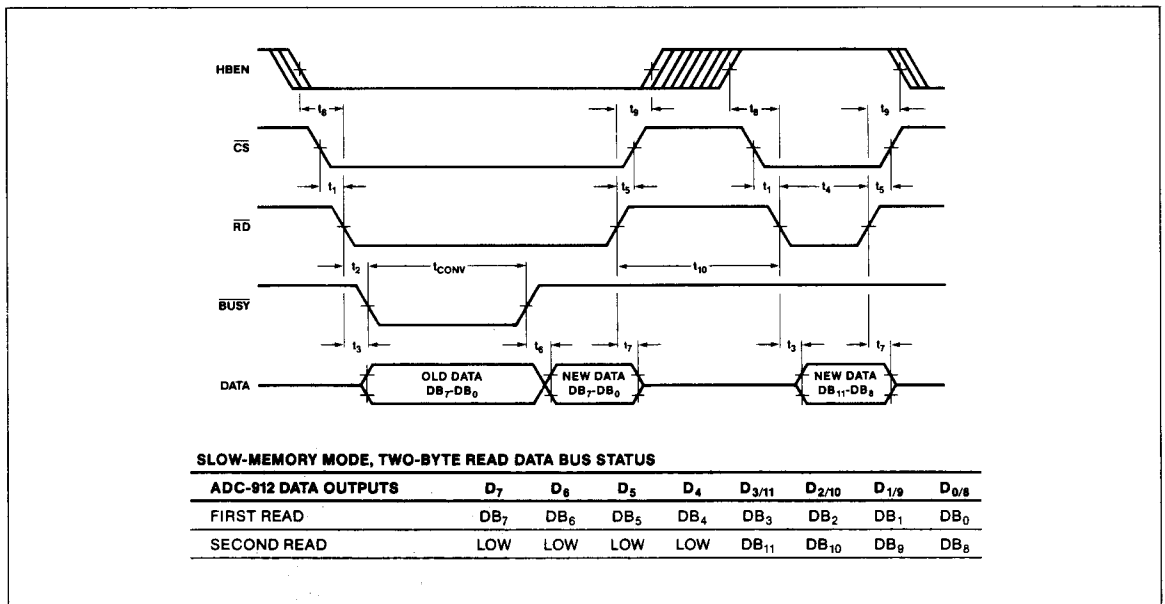 HBEN
t8 t9 t8 t9
CS
t1 t5 t1 t4 t5
RD
t2 tCONV t10
BUSY
t3 t6 t7 t3 t7
DATA
OLD DATA
DB7-DB0
NEW DATA
DB7-DB0
NEW DATA
DB11-DB8
SLOW-MEMORY MODE, TWO-BYTE READ DATA BUS STATUS
ADC-912 DATA OUTPUTS D7 D6 D5 D4 D3/11 D2/10 D1/9 D0/8
FIRST READ DB7 DB6 DB5 DB4 DB3 DB2 DB1 DB0
SECOND READ LOW LOW LOW LOW DB11 DB10 DB9 DB8